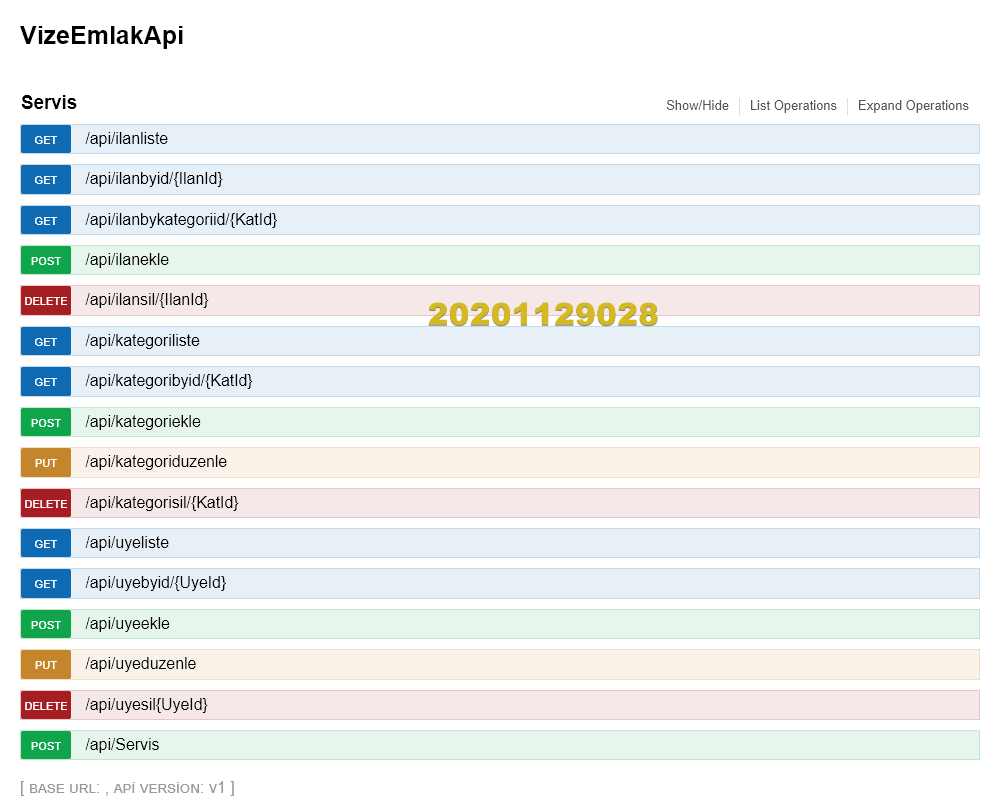 VizeEmlakApi
Servis
Show/Hide List Operations Expand Operations
GET /api/ilanliste
GET /api/ilanbyid/{IlanId}
GET /api/ilanbykategoriid/{KatId}
POST /api/ilanekle
DELETE /api/ilansil/{IlanId}
20201129028
GET /api/kategoriliste
GET /api/kategoribyid/{KatId}
POST /api/kategoriekle
PUT /api/kategoriduzenle
DELETE /api/kategorisil/{KatId}
GET /api/uyeliste
GET /api/uyebyid/{UyeId}
POST /api/uyeekle
PUT /api/uyeduzenle
DELETE /api/uyesil{UyeId}
POST /api/Servis
[ BASE URL: , APİ VERSİON: V1 ]